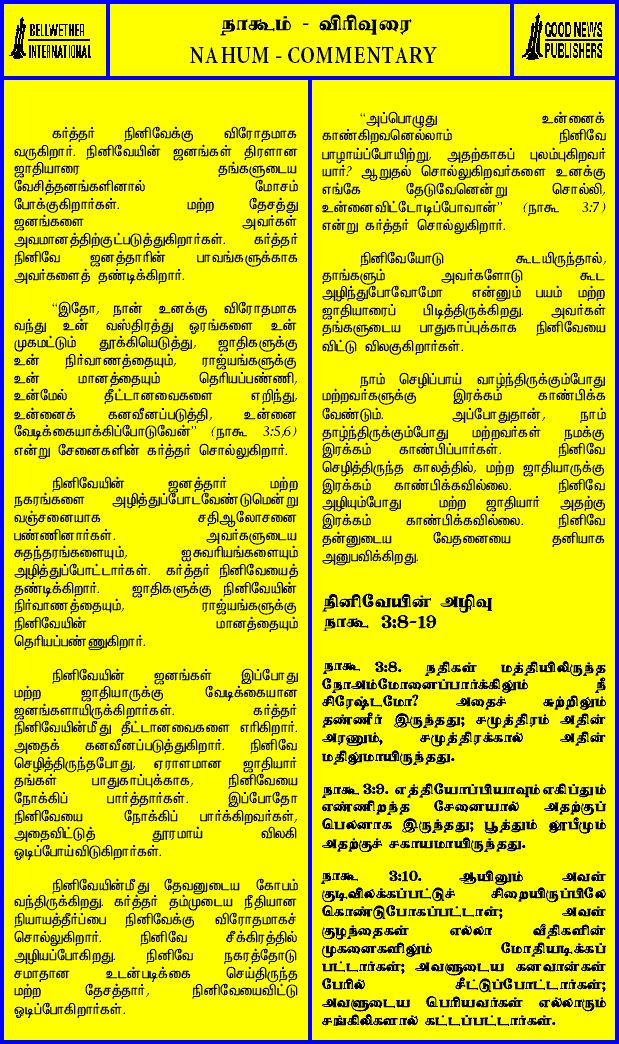 BELLWETHER
INTERNATIONAL
நாகூம் - விரிவுரை
NAHUM - COMMENTARY
GOOD NEWS
PUBLISHERS
கர்த்தர் நினிவேக்கு விரோதமாக
வருகிறார். நினிவேயின் ஜனங்கள் திரளான
ஜாதியாரை தங்களுடைய
வேசித்தனங்களினால் மோசம்
போக்குகிறார்கள். மற்ற தேசத்து
ஜனங்களை அவர்கள்
அவமானத்திற்குட்படுத்துகிறார்கள். கர்த்தர்
நினிவே ஜனத்தாரின் பாவங்களுக்காக
அவர்களைத் தண்டிக்கிறார்.
“இதோ, நான் உனக்கு விரோதமாக
வந்து உன் வஸ்திரத்து ஓரங்களை உன்
முகமட்டும் தூக்கியெடுத்து, ஜாதிகளுக்கு
உன் நிர்வாணத்தையும், ராஜ்யங்களுக்கு
உன் மானத்தையும் தெரியப்பண்ணி,
உன்மேல் தீட்டானவைகளை எறிந்து,
உன்னைக் கனவீனப்படுத்தி, உன்னை
வேடிக்கையாக்கிப்போடுவேன்” (நாகூ 3:5,6)
என்று சேனைகளின் கர்த்தர் சொல்லுகிறார்.
நினிவேயின் ஜனத்தார் மற்ற
நகரங்களை அழித்துப்போடவேண்டுமென்று
வஞ்சனையாக சதிஆலோசனை
பண்ணினார்கள். அவர்களுடைய
சுதந்தரங்களையும், ஐசுவரியங்களையும்
அழித்துப்போட்டார்கள். கர்த்தர் நினிவேயைத்
தண்டிக்கிறார். ஜாதிகளுக்கு நினிவேயின்
நிர்வாணத்தையும், ராஜ்யங்களுக்கு
நினிவேயின் மானத்தையும்
தெரியப்பண்ணுகிறார்.
நினிவேயின் ஜனங்கள் இப்போது
மற்ற ஜாதியாருக்கு வேடிக்கையான
ஜனங்களாயிருக்கிறார்கள். கர்த்தர்
நினிவேயின்மீது தீட்டானவைகளை எரிகிறார்.
அதைக் கனவீனப்படுத்துகிறார். நினிவே
செழித்திருந்தபோது, ஏராளமான ஜாதியார்
தங்கள் பாதுகாப்புக்காக, நினிவேயை
நோக்கிப் பார்த்தார்கள். இப்போதோ
நினிவேயை நோக்கிப் பார்க்கிறவர்கள்,
அதைவிட்டுத் தூரமாய் விலகி
ஓடிப்போய்விடுகிறார்கள்.
நினிவேயின்மீது தேவனுடைய கோபம்
வந்திருக்கிறது. கர்த்தர் தம்முடைய நீதியான
நியாயத்தீர்ப்பை நினிவேக்கு விரோதமாகச்
சொல்லுகிறார். நினிவே சீக்கிரத்தில்
அழியப்போகிறது. நினிவே நகரத்தோடு
சமாதான உடன்படிக்கை செய்திருந்த
மற்ற தேசத்தார், நினிவேயைவிட்டு
ஓடிப்போகிறார்கள்.
“அப்பொழுது உன்னைக்
காண்கிறவனெல்லாம் நினிவே
பாழாய்ப்போயிற்று, அதற்காகப் புலம்புகிறவர்
யார்? ஆறுதல் சொல்லுகிறவர்களை உனக்கு
எங்கே தேடுவேனென்று சொல்லி,
உன்னைவிட்டோடிப்போவான்” (நாகூ 3:7)
என்று கர்த்தர் சொல்லுகிறார்.
நினிவேயோடு கூடயிருந்தால்,
தாங்களும் அவர்களோடு கூட
அழிந்துபோவோமோ என்னும் பயம் மற்ற
ஜாதியாரைப் பிடித்திருக்கிறது. அவர்கள்
தங்களுடைய பாதுகாப்புக்காக நினிவேயை
விட்டு விலகுகிறார்கள்.
நாம் செழிப்பாய் வாழ்ந்திருக்கும்போது
மற்றவர்களுக்கு இரக்கம் காண்பிக்க
வேண்டும். அப்போதுதான், நாம்
தாழ்ந்திருக்கும்போது மற்றவர்கள் நமக்கு
இரக்கம் காண்பிப்பார்கள். நினிவே
செழித்திருந்த காலத்தில், மற்ற ஜாதியாருக்கு
இரக்கம் காண்பிக்கவில்லை. நினிவே
அழியும்போது மற்ற ஜாதியார் அதற்கு
இரக்கம் காண்பிக்கவில்லை. நினிவே
தன்னுடைய வேதனையை தனியாக
அனுபவிக்கிறது.
நினிவேயின் அழிவு
நாகூ 3:8-19
நாகூ 3:8. நதிகள் மத்தியிலிருந்த
நோஅம்மோனைப்பார்க்கிலும் நீ
சிரேஷ்டமோ? அதைச் சுற்றிலும்
தண்ணீர் இருந்தது; சமுத்திரம் அதின்
அரணும், சமுத்திரக்கால் அதின்
மதிலுமாயிருந்தது.
நாகூ 3:9. எத்தியோப்பியாவும் எகிப்தும்
எண்ணிறந்த சேனையால் அதற்குப்
பெலனாக இருந்தது; பூத்தும் லூபீமும்
அதற்குச் சகாயமாயிருந்தது.
நாகூ 3:10. ஆயினும் அவள்
குடிவிலக்கப்பட்டுச் சிறையிருப்பிலே
கொண்டுபோகப்பட்டாள்; அவள்
குழந்தைகள் எல்லா வீதிகளின்
முகனைகளிலும் மோதியடிக்கப்
பட்டார்கள்; அவளுடைய கனவான்கள்
பேரில் சீட்டுப்போட்டார்கள்;
அவளுடைய பெரியவர்கள் எல்லாரும்
சங்கிலிகளால் கட்டப்பட்டார்கள்.